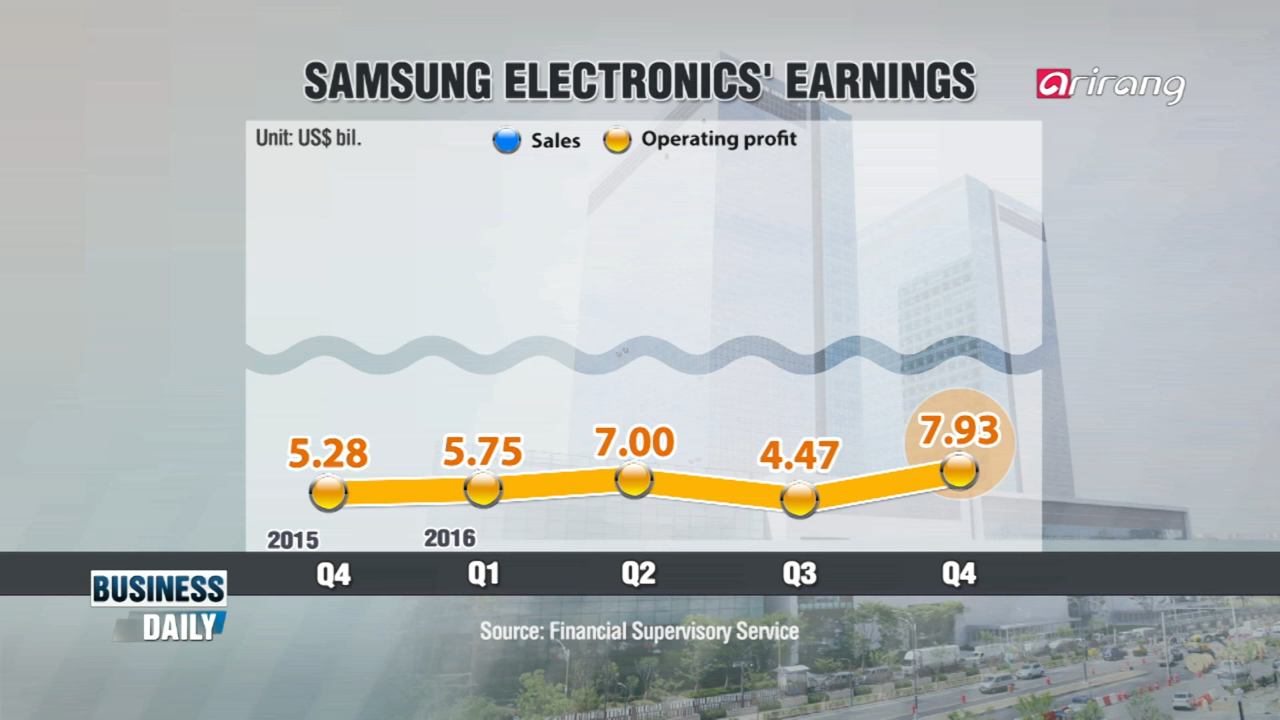 SAMSUNG ELECTRONICS' EARNINGS
arirang
Unit: US$ bil.
Sales
Operating profit
5.28
5.75
7.00
4.47
7.93
2015
2016
Q4
Q1
Q2
Q3
Q4
BUSINESS
DAILY
Source: Financial Supervisory Service